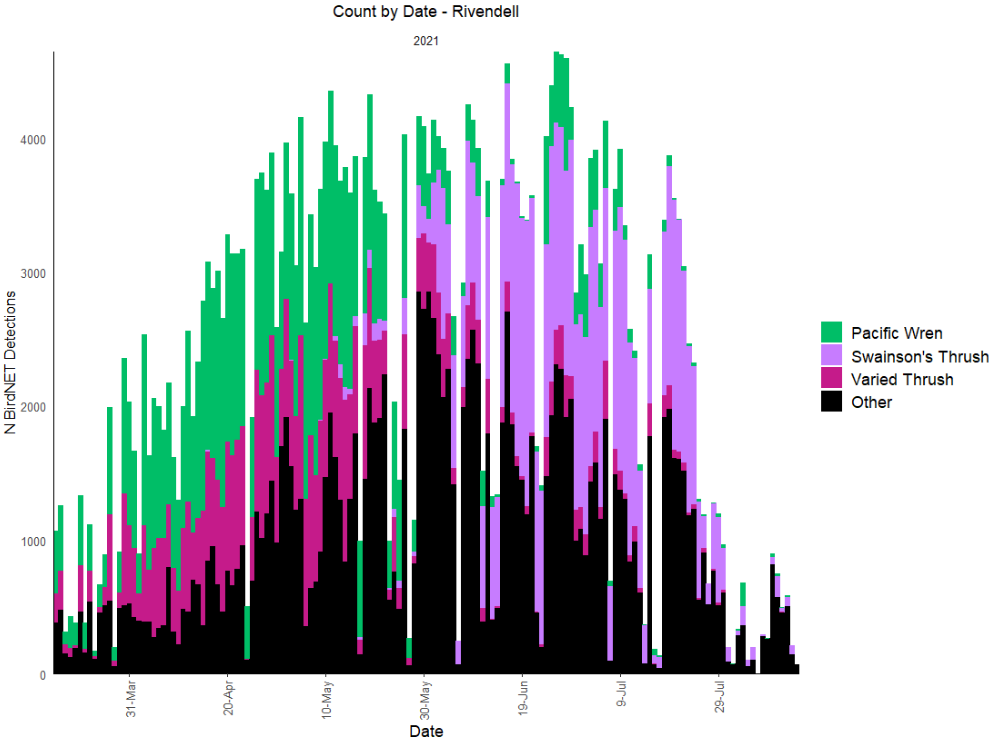 Count by Date - Rivendell
2021
N BirdNET Detections
4000
3000
2000
1000
0
31-Mar
20-Apr
10-May
30-May
19-Jun
9-Jul
29-Jul
Date
Pacific Wren
Swainson's Thrush
Varied Thrush
Other